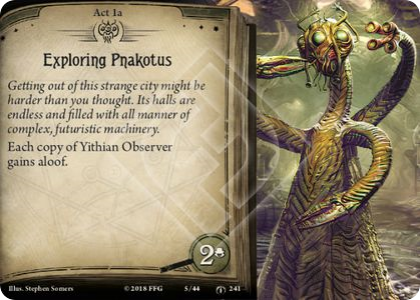 Act 1a
Exploring Pnakotus
Getting out of this strange city might be
harder than you thought. Its halls are
endless and filled with all manner of
complex, futuristic machinery.
Each copy of Yithian Observer
gains aloof.
2
Illus. Stephen Somers
©2018 FFG
5/44
241